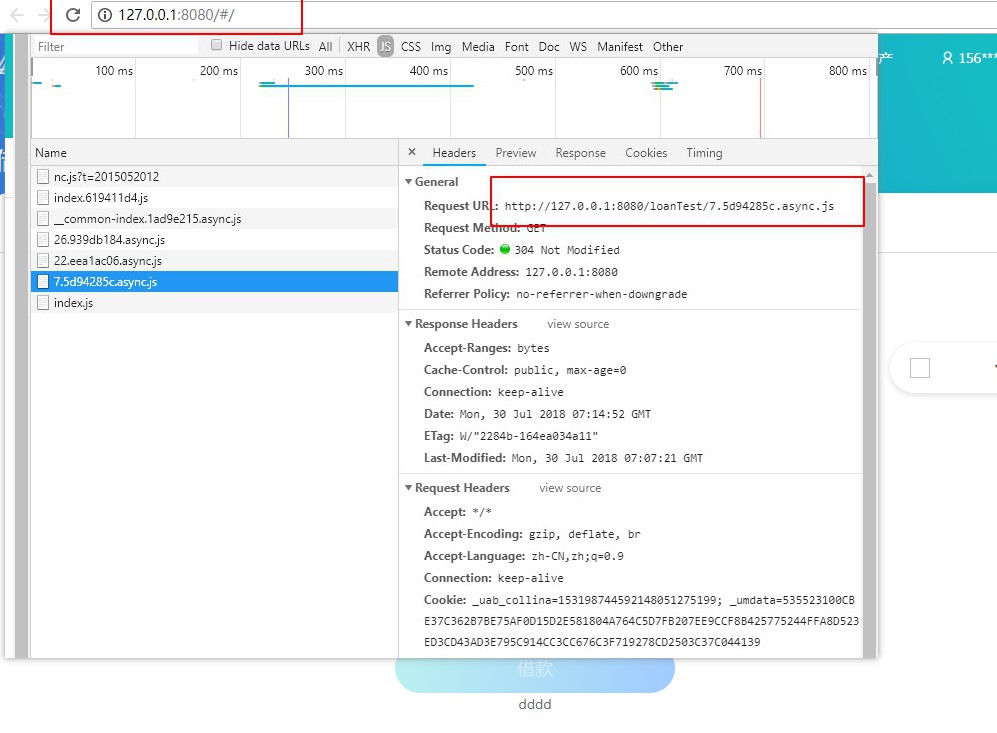 127.0.0.1:8080/#/
Filter Hide data URLs All XHR JS CSS Img Media Font Doc WS Manifest Other
产 156***
100 ms 200 ms 300 ms 400 ms 500 ms 600 ms 700 ms 800 ms
Name
nc.js?t=2015052012
index.619411d4.js
__common-index.1ad9e215.async.js
26.939db184.async.js
22.eea1ac06.async.js
7.5d94285c.async.js
index.js
× Headers Preview Response Cookies Timing
General
Request URL: http://127.0.0.1:8080/loanTest/7.5d94285c.async.js
Request Method: GET
Status Code: 304 Not Modified
Remote Address: 127.0.0.1:8080
Referrer Policy: no-referrer-when-downgrade
Response Headers view source
Accept-Ranges: bytes
Cache-Control: public, max-age=0
Connection: keep-alive
Date: Mon, 30 Jul 2018 07:14:52 GMT
ETag: W/"2284b-164ea034a11"
Last-Modified: Mon, 30 Jul 2018 07:07:21 GMT
Request Headers view source
Accept: */*
Accept-Encoding: gzip, deflate, br
Accept-Language: zh-CN,zh;q=0.9
Connection: keep-alive
Cookie: _uab_collina=153198744592148051275199; _umdata=535523100CB
E37C362B7BE75AF0D15D2E581804A764C5D7FB207EE9CCF8B425775244FFA8D523
ED3CD43AD3E795C914CC3CC676C3F719278CD2503C37C044139
借款
dddd